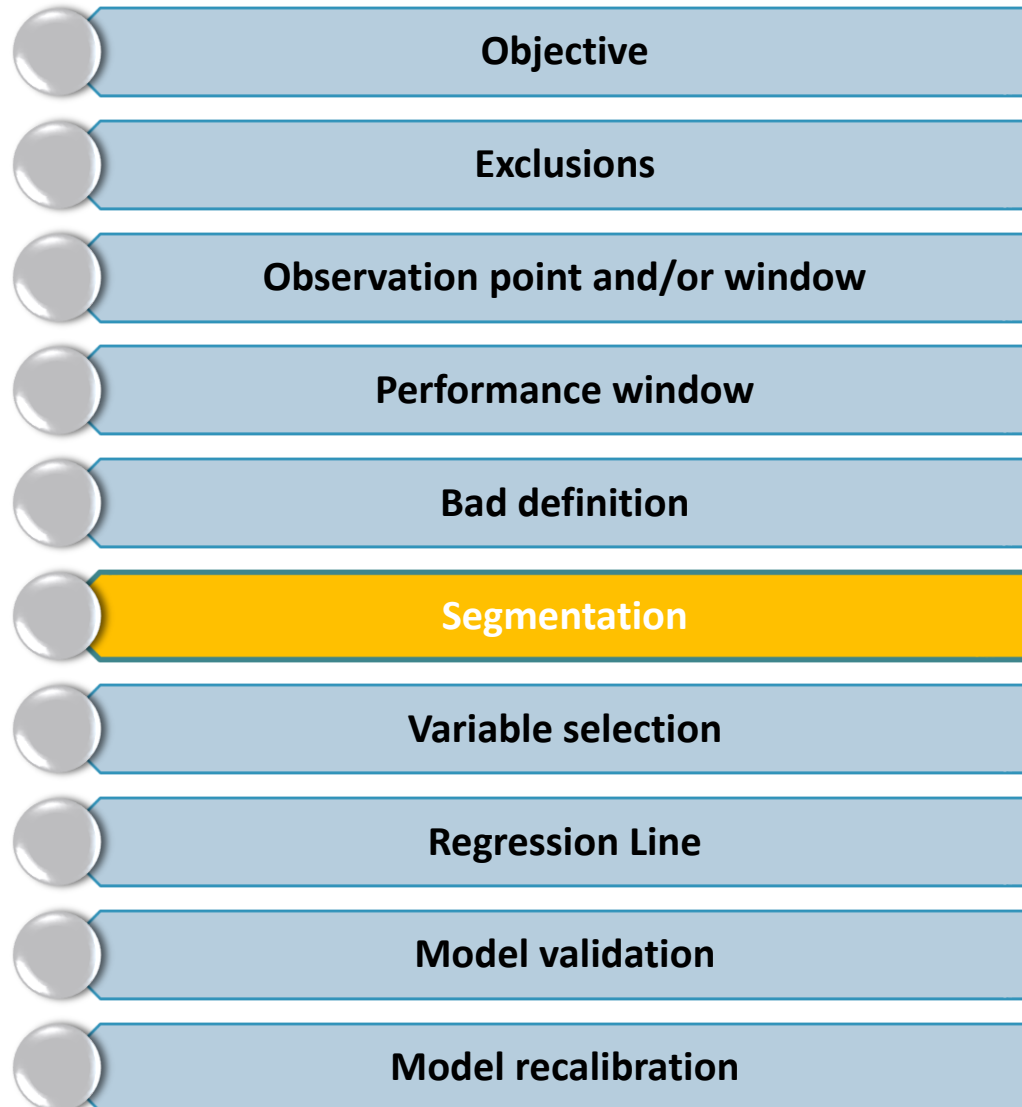 Objective
Exclusions
Observation point and/or window
Performance window
Bad definition
Segmentation
Variable selection
Regression Line
Model validation
Model recalibration